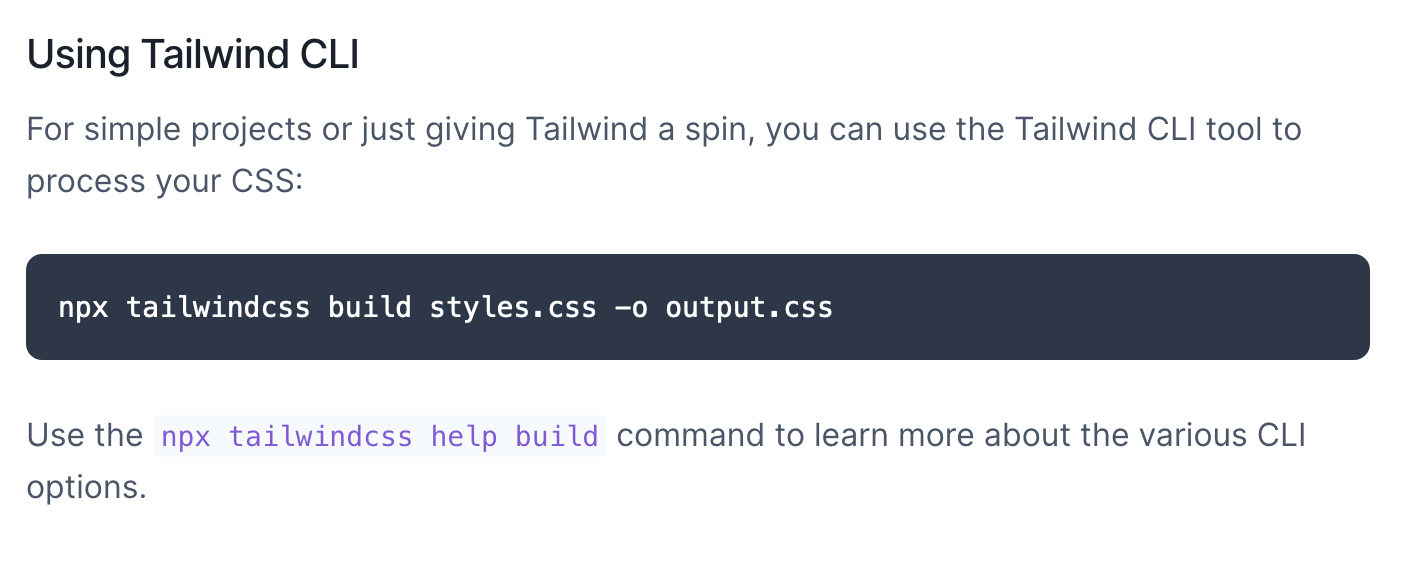 Using Tailwind CLI
For simple projects or just giving Tailwind a spin, you can use the Tailwind CLI tool to
process your CSS:
npx tailwindcss build styles.css -o output.css
Use the npx tailwindcss help build command to learn more about the various CLI
options.